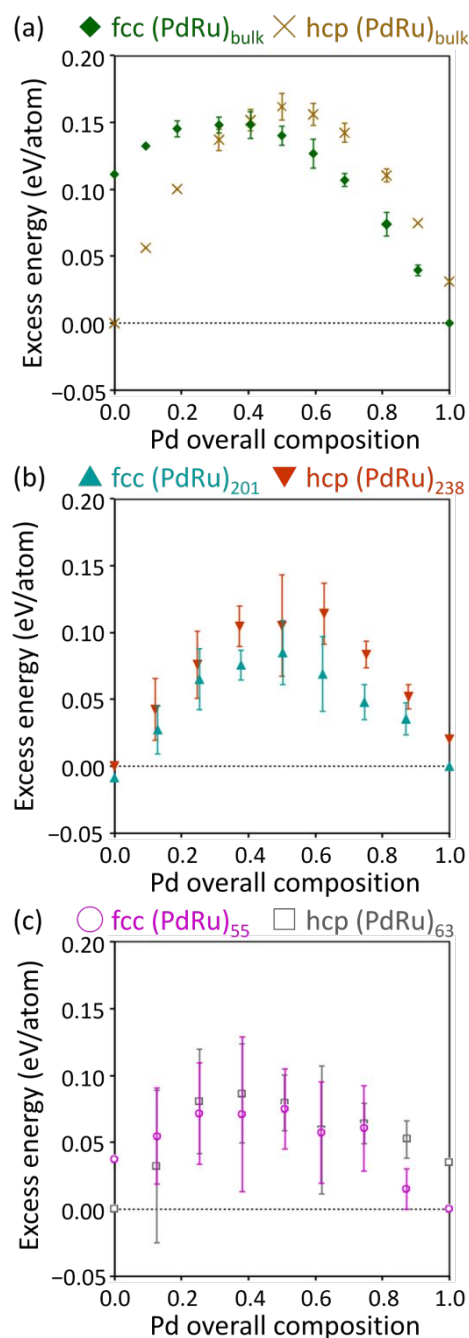 (a) ◆ fcc (PdRu)bulk × hcp (PdRu)bulk
0.20
0.15
0.10
0.05
0.00
−0.05
Excess energy (eV/atom)
0.0 0.2 0.4 0.6 0.8 1.0
Pd overall composition
(b) ▲ fcc (PdRu)201 ▼ hcp (PdRu)238
0.20
0.15
0.10
0.05
0.00
−0.05
Excess energy (eV/atom)
0.0 0.2 0.4 0.6 0.8 1.0
Pd overall composition
(c) ○ fcc (PdRu)55 □ hcp (PdRu)63
0.20
0.15
0.10
0.05
0.00
−0.05
Excess energy (eV/atom)
0.0 0.2 0.4 0.6 0.8 1.0
Pd overall composition